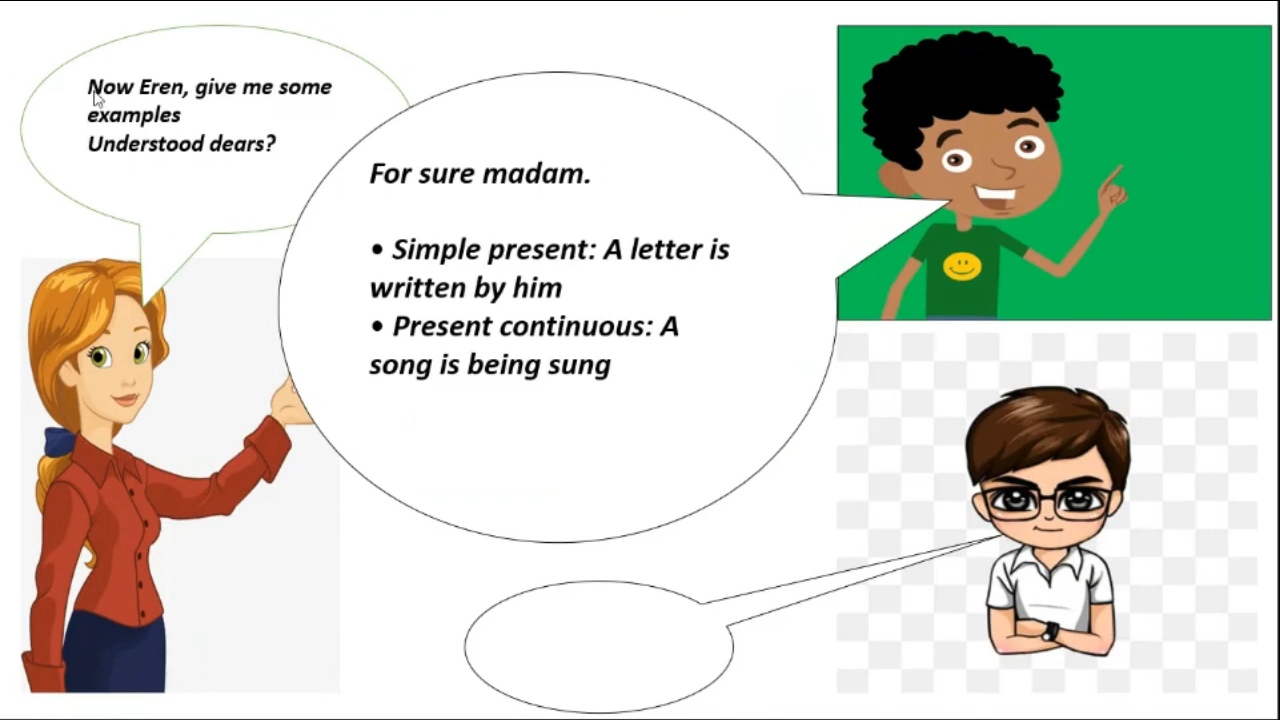 Now Eren, give me some
examples
Understood dears?
For sure madam.
• Simple present: A letter is
written by him
• Present continuous: A
song is being sung